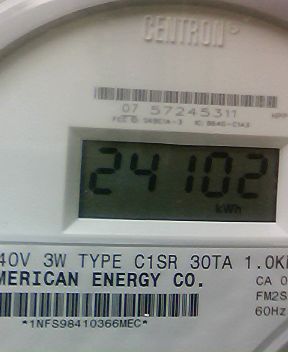 CENTRON®
07 57245311
24102
kWh
40V 3W TYPE C1SR 30TA 1.0K
MERICAN ENERGY CO.
CA 0
FM2S
60Hz
*1NFS98410366MEC*